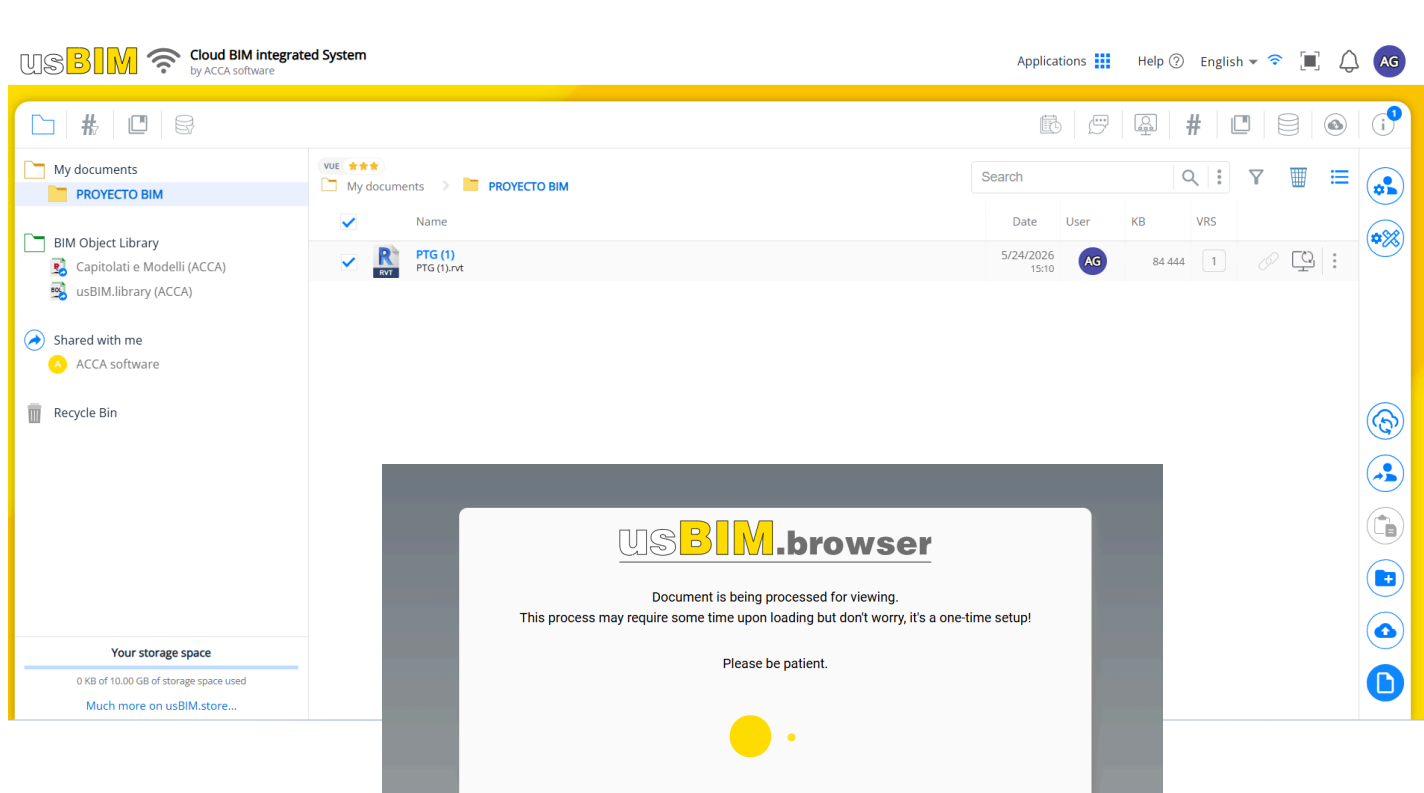 usBIM
Cloud BIM integrated System
by ACCA software
Applications
Help
English
AG
1
My documents
PROYECTO BIM
BIM Object Library
Capitolati e Modelli (ACCA)
usBIM.library (ACCA)
Shared with me
A
ACCA software
Recycle Bin
Your storage space
0 KB of 10.00 GB of storage space used
Much more on usBIM.store...
VUE
My documents > PROYECTO BIM
Search
Name Date User KB VRS
R
RVT
PTG (1)
PTG (1).rvt
5/24/2026
15:10
AG
84 444
1
usBIM.browser
Document is being processed for viewing.
This process may require some time upon loading but don't worry, it's a one-time setup!
Please be patient.